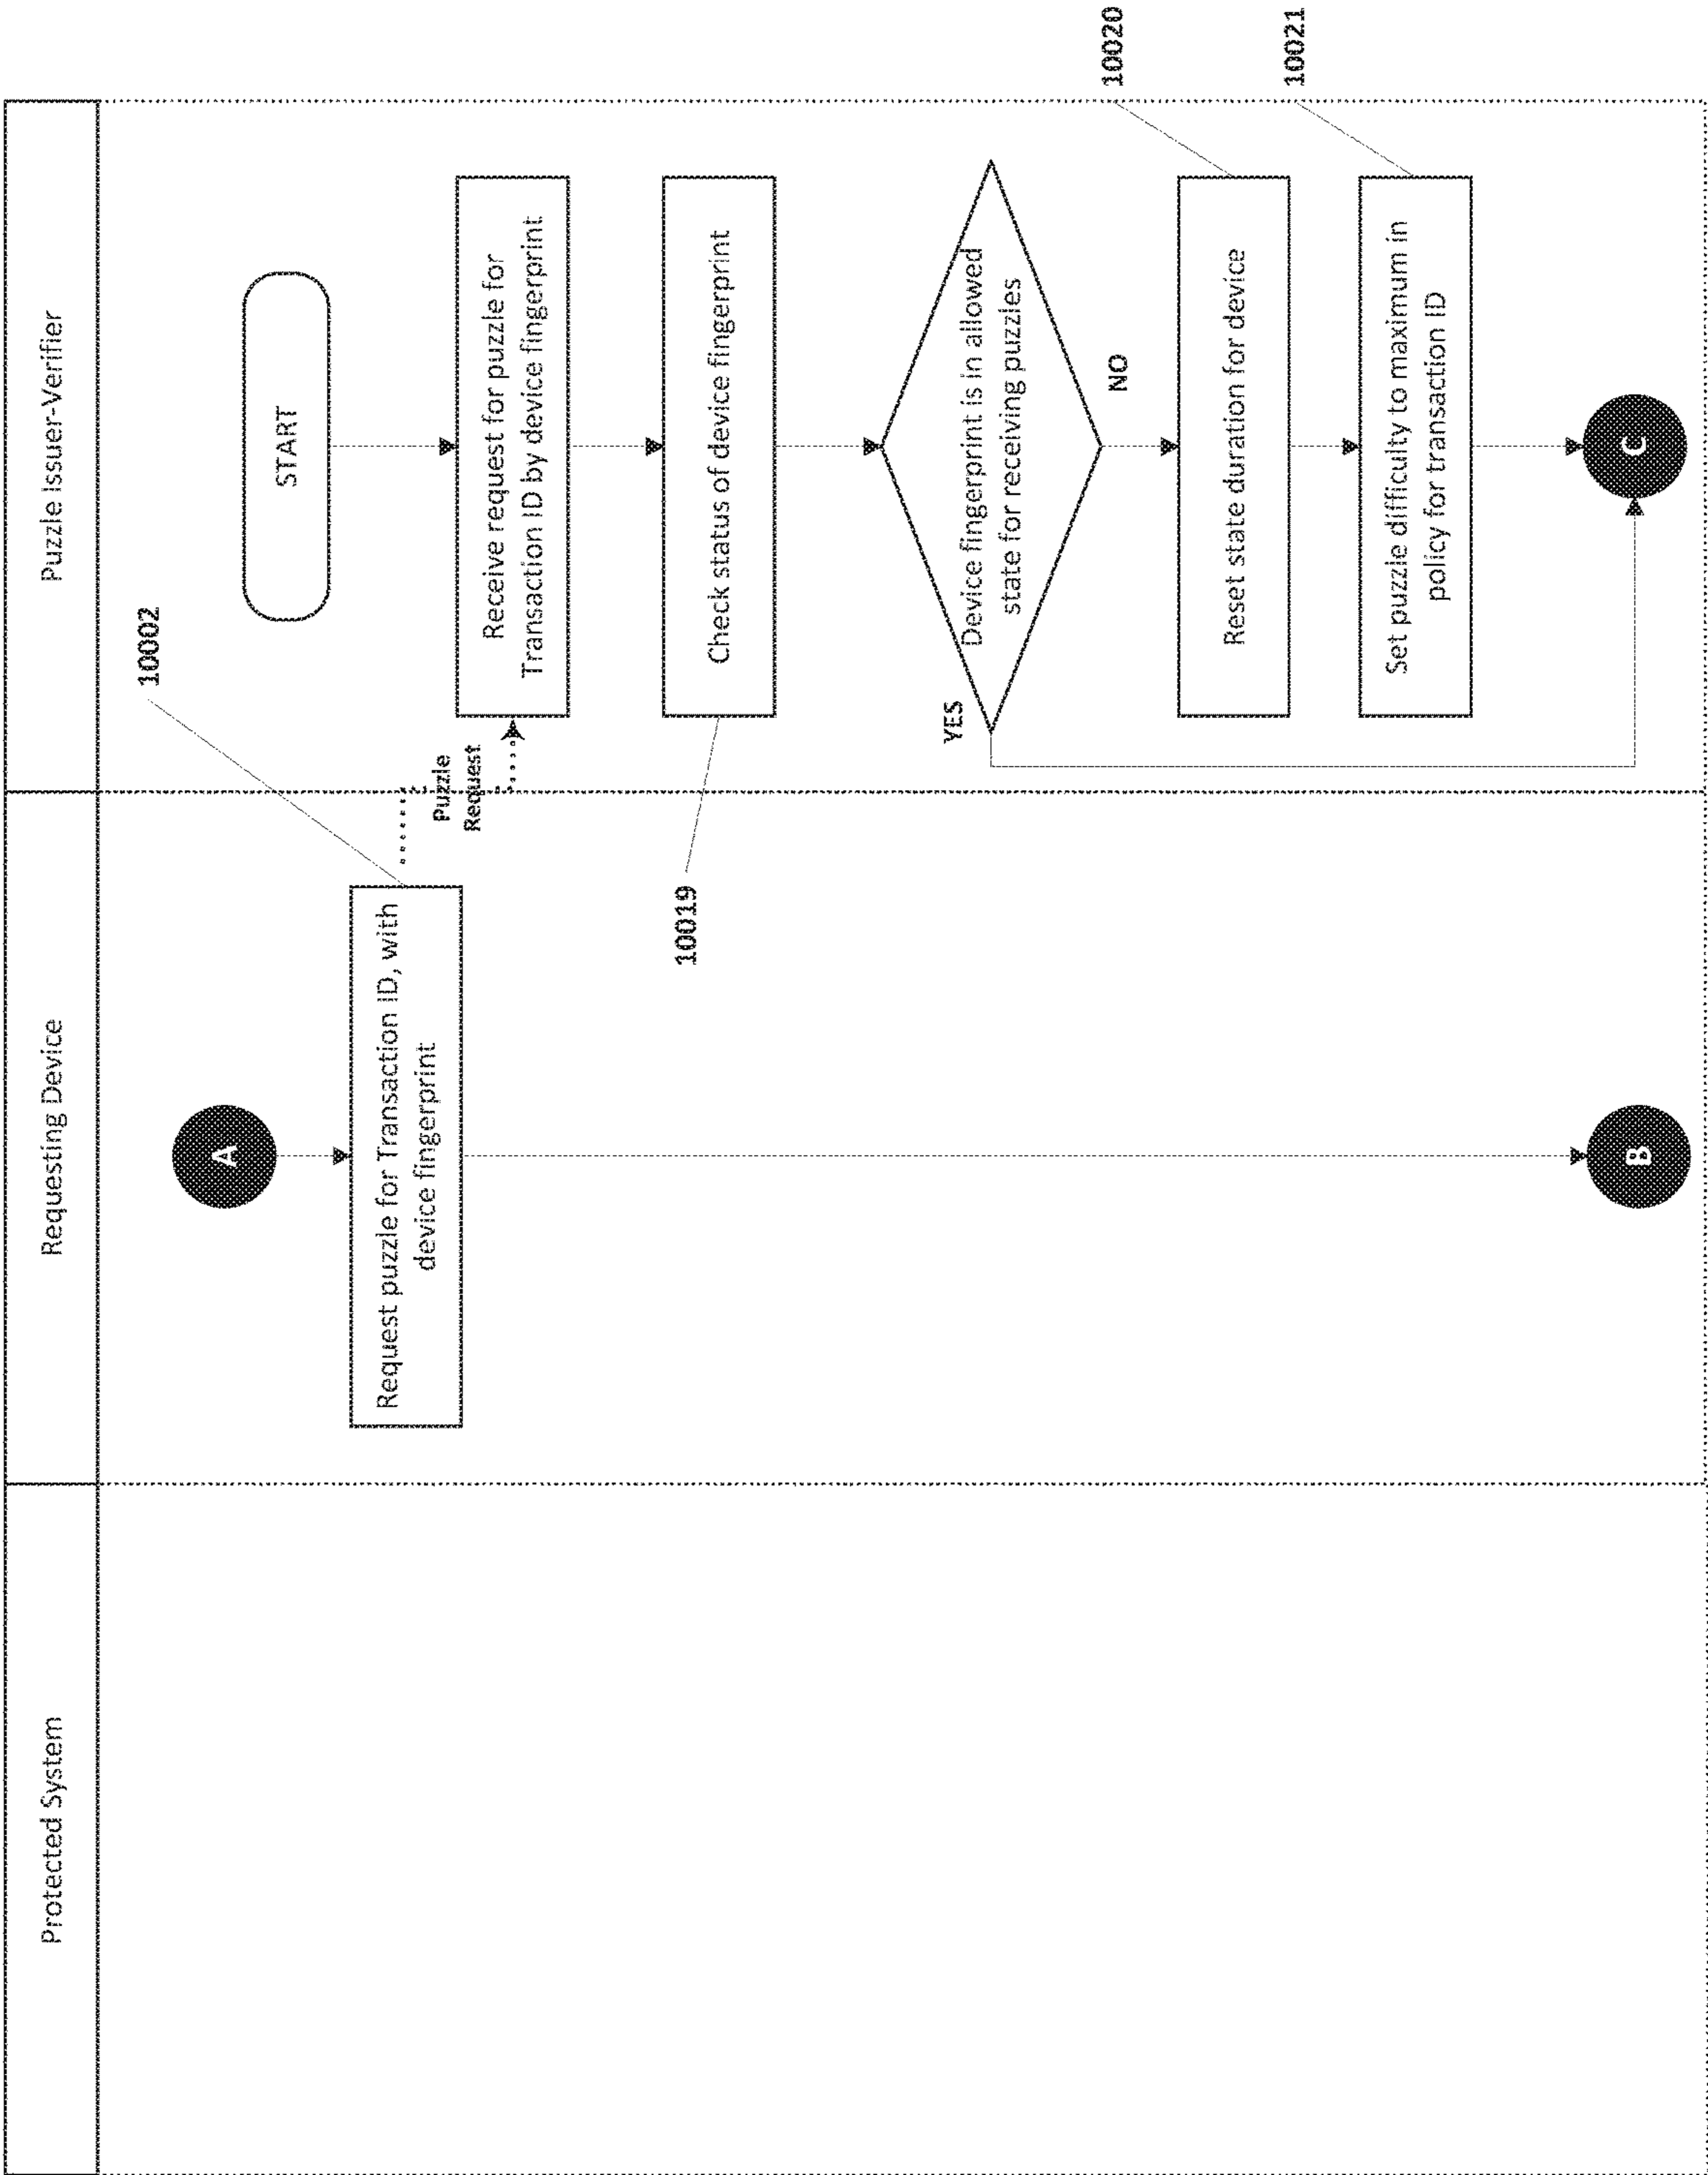 Protected System
Requesting Device
Puzzle Issuer-Verifier
A
Request puzzle for Transaction ID, with
device fingerprint
10002
B
Puzzle
Request
START
Receive request for puzzle for
Transaction ID by device fingerprint
Check status of device fingerprint
10019
Device fingerprint is in allowed
state for receiving puzzles
YES
NO
Reset state duration for device
10020
Set puzzle difficulty to maximum in
policy for transaction ID
10021
C